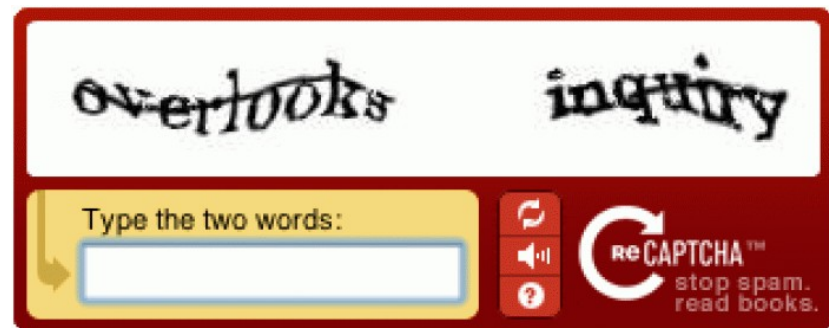 overlooks inquiry
Type the two words:
reCAPTCHA™
stop spam.
read books.